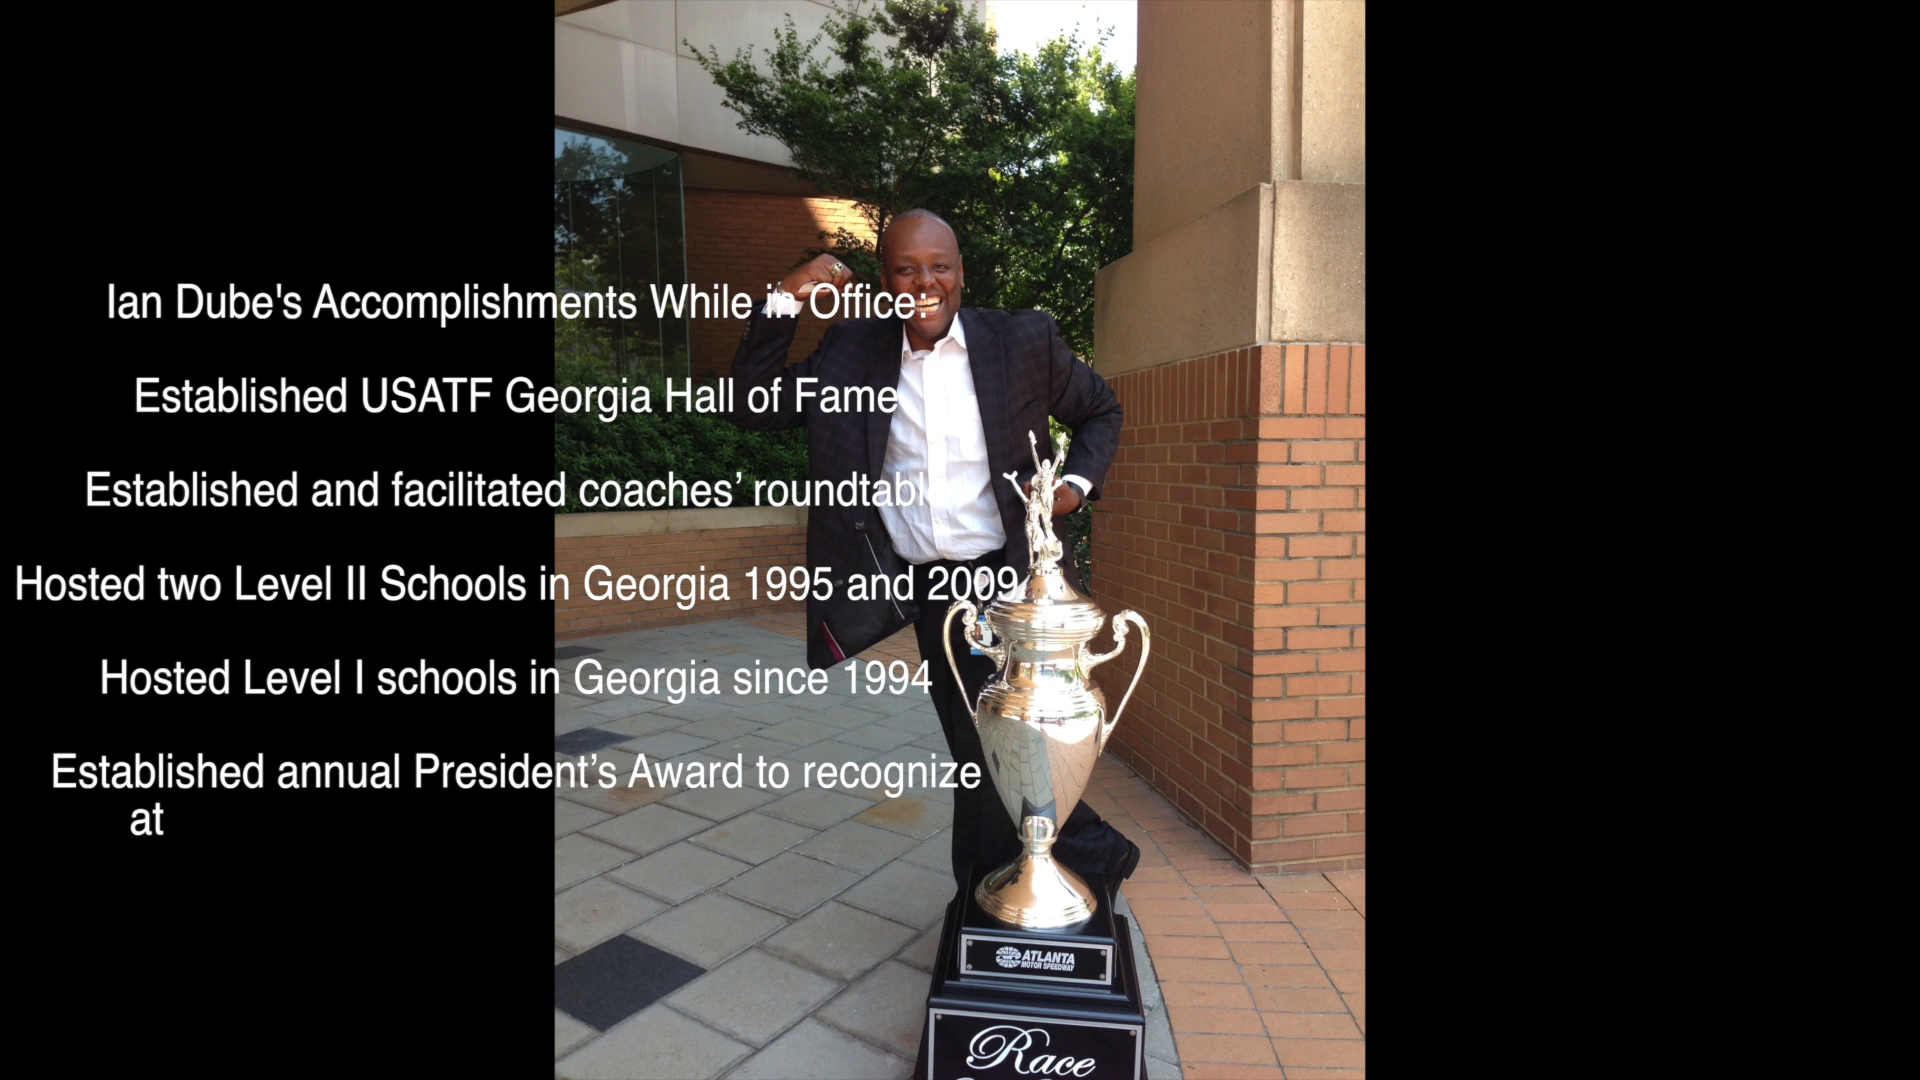 Ian Dube's Accomplishments While in Office:
Established USATF Georgia Hall of Fame
Established and facilitated coaches’ roundtable
Hosted two Level II Schools in Georgia 1995 and 2009
Hosted Level I schools in Georgia since 1994
Established annual President’s Award to recognize
at
ATLANTA
MOTOR SPEEDWAY
Race